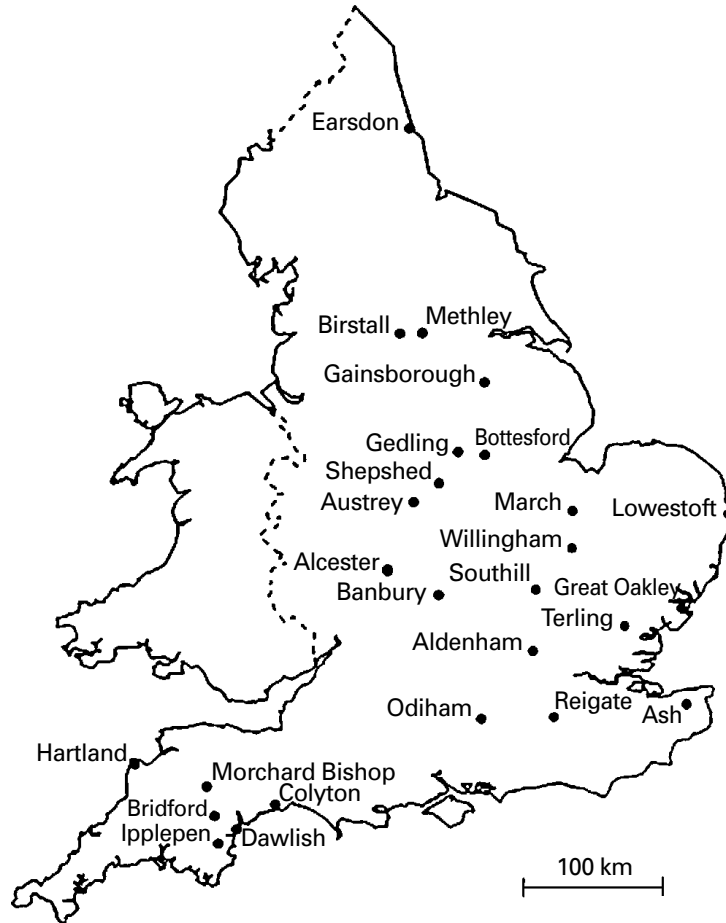 Earsdon
Birstall
Methley
Gainsborough
Gedling
Bottesford
Shepshed
Austrey
March
Lowestoft
Willingham
Alcester
Southill
Great Oakley
Banbury
Terling
Aldenham
Odiham
Reigate
Ash
Hartland
Morchard Bishop
Colyton
Bridford
Ipplepen
Dawlish
100 km